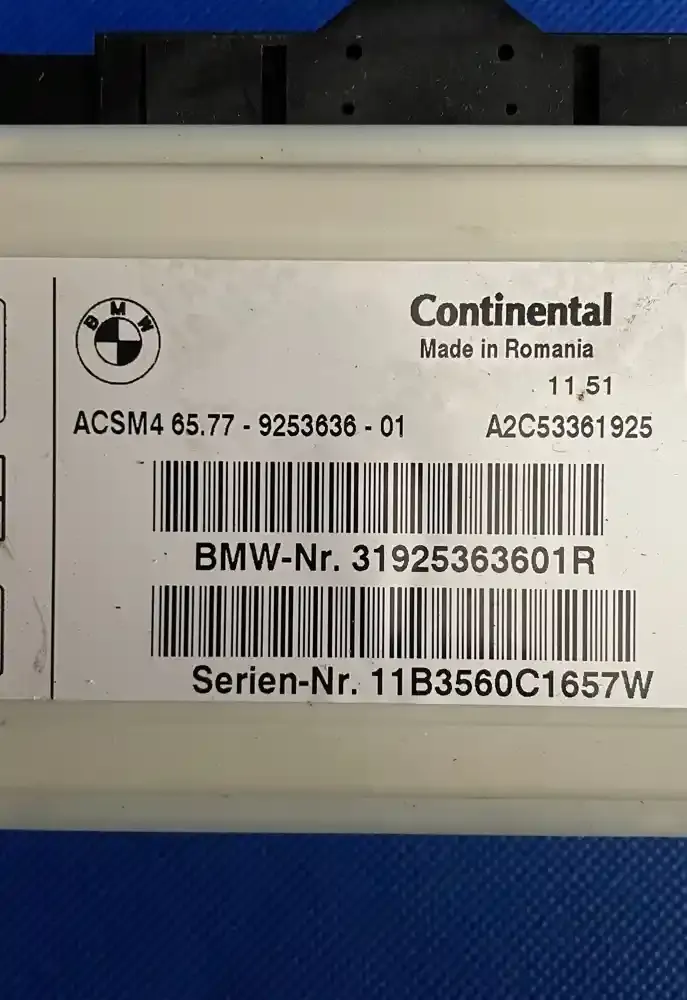 BMW
Continental
Made in Romania
11,51
ACSM4 65.77 - 9253636 - 01 A2C53361925
BMW-Nr. 31925363601R
Serien-Nr. 11B3560C1657W